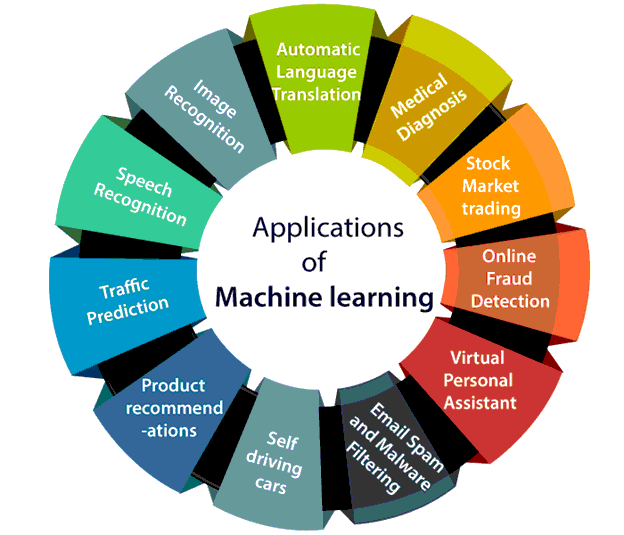 Applications
of
Machine learning
Automatic
Language
Translation
Medical
Diagnosis
Stock
Market
trading
Online
Fraud
Detection
Virtual
Personal
Assistant
Email Spam
and Malware
Filtering
Self
driving
cars
Product
recommend
-ations
Traffic
Prediction
Speech
Recognition
Image
Recognition